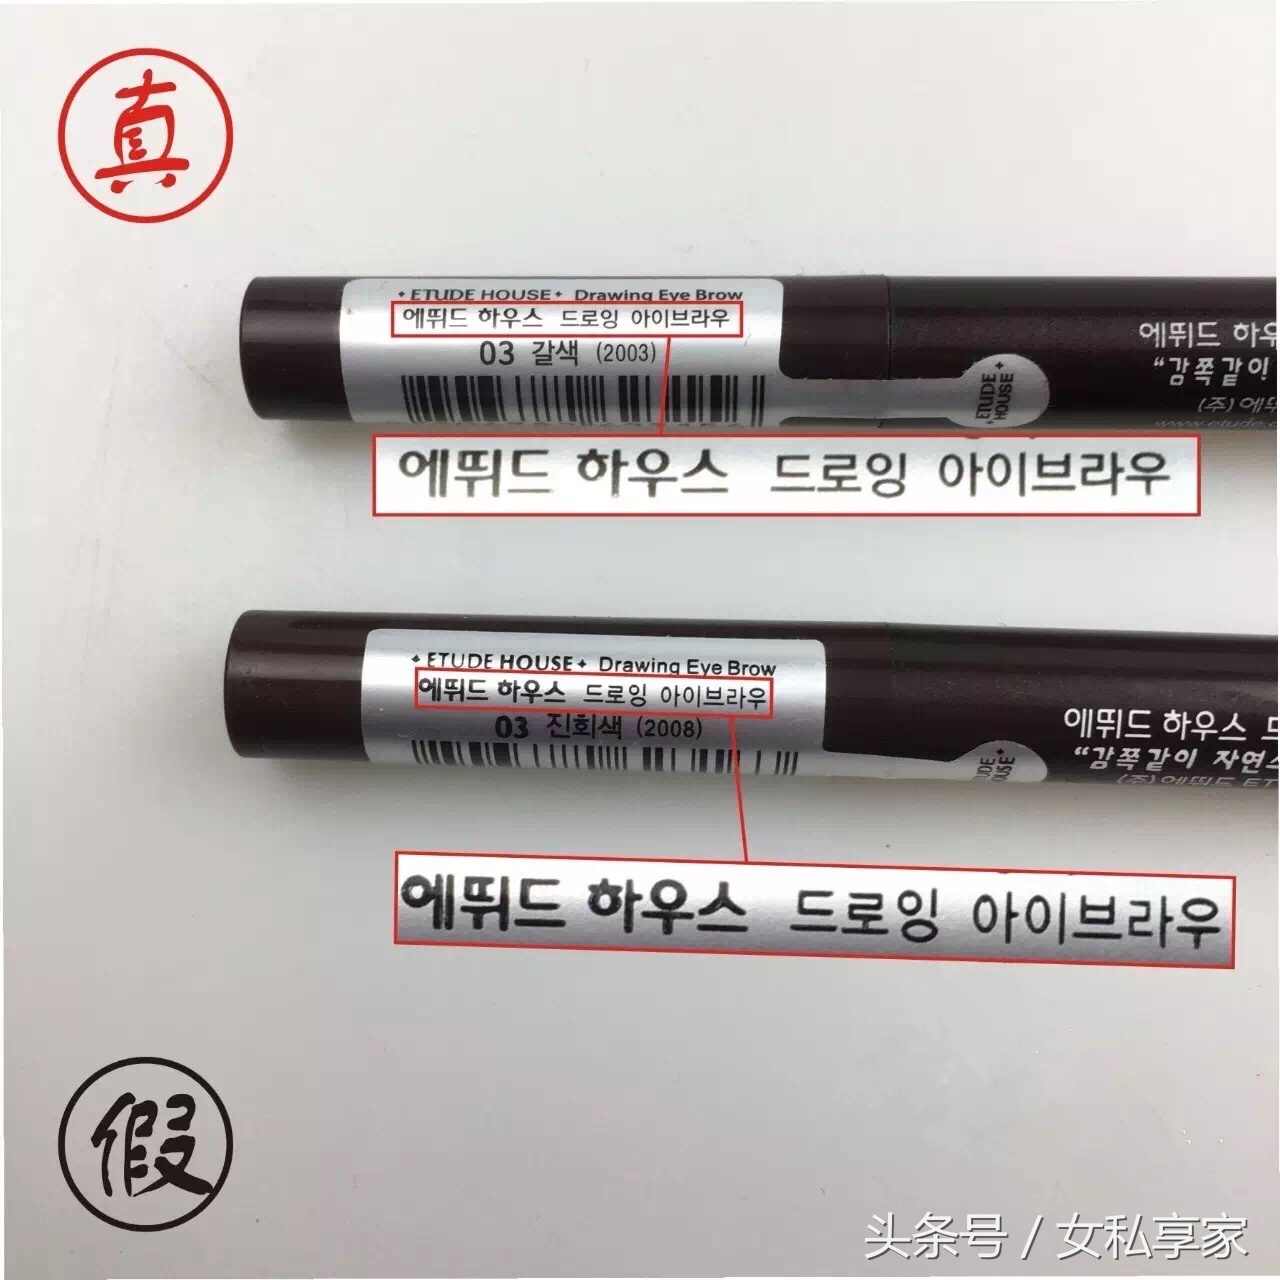 真
✦ ETUDE HOUSE ✦ Drawing Eye Brow
에뛰드 하우스 드로잉 아이브라우
03 갈색 (2003)
ETUDE
HOUSE
에뛰드 하우
“감쪽같이
(주) 에뛰
에뛰드 하우스 드로잉 아이브라우
✦ ETUDE HOUSE ✦ Drawing Eye Brow
에뛰드 하우스 드로잉 아이브라우
03 진회색 (2008)
ETUDE
HOUSE
에뛰드 하우스 드
“감쪽같이 자연스
(주) 에뛰드 ET
에뛰드 하우스 드로잉 아이브라우
假
头条号 / 女私享家